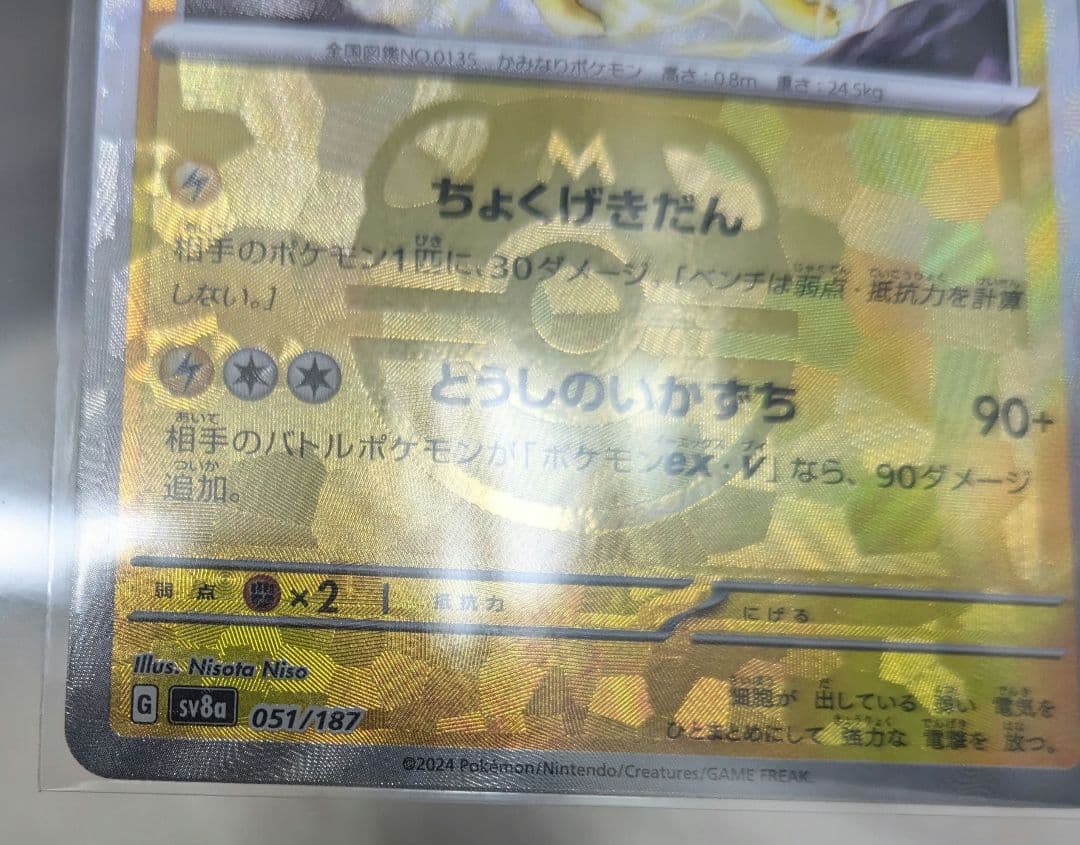 全国図鑑NO.0135 かみなりポケモン 高さ：0.8m 重さ：24.5kg
M
ちょくげきだん
相手のポケモン1匹に、30ダメージ。［ベンチは弱点・抵抗力を計算
しない。］
とうしのいかずち 90+
相手のバトルポケモンが「ポケモンex・V」なら、90ダメージ
追加。
弱点 ×2 抵抗力 にげる
Illus. Nisota Niso
G sv8a 051/187
細胞が 出している 弱い 電気を
ひとまとめにして 強力な 電撃を 放つ。
©2024 Pokémon/Nintendo/Creatures/GAME FREAK.